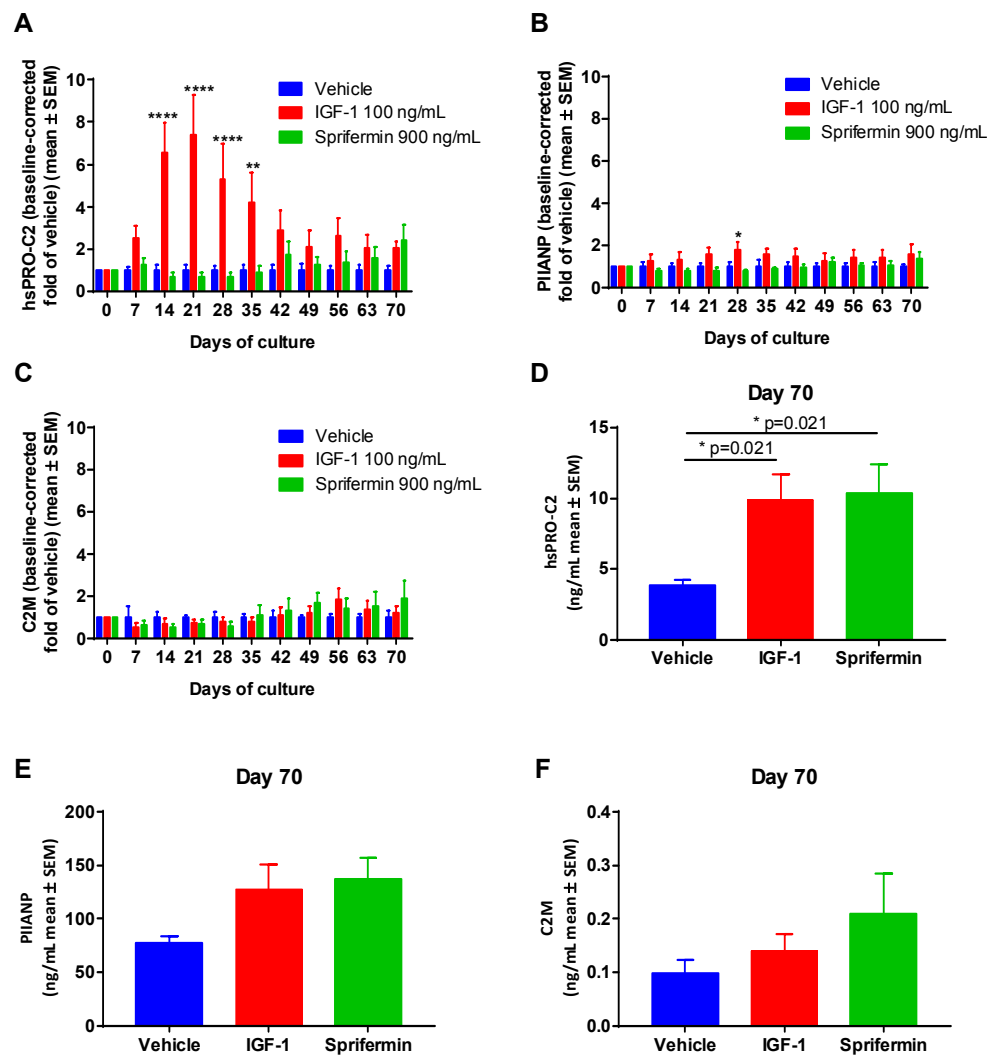 A
hsPRO-C2 (baseline-corrected
fold of vehicle) (mean ± SEM)
10
8
6
4
2
0
****
****
****
**
Vehicle
IGF-1 100 ng/mL
Sprifermin 900 ng/mL
0 7 14 21 28 35 42 49 56 63 70
Days of culture
B
PIIANP (baseline-corrected
fold of vehicle) (mean ± SEM)
10
8
6
4
2
0
*
Vehicle
IGF-1 100 ng/mL
Sprifermin 900 ng/mL
0 7 14 21 28 35 42 49 56 63 70
Days of culture
C
C2M (baseline-corrected
fold of vehicle) (mean ± SEM)
10
8
6
4
2
0
Vehicle
IGF-1 100 ng/mL
Sprifermin 900 ng/mL
0 7 14 21 28 35 42 49 56 63 70
Days of culture
D
Day 70
hsPRO-C2
(ng/mL mean ± SEM)
15
10
5
0
* p=0.021
* p=0.021
Vehicle IGF-1 Sprifermin
E
Day 70
PIIANP
(ng/mL mean ± SEM)
200
150
100
50
0
Vehicle IGF-1 Sprifermin
F
Day 70
C2M
(ng/mL mean ± SEM)
0.4
0.3
0.2
0.1
0.0
Vehicle IGF-1 Sprifermin